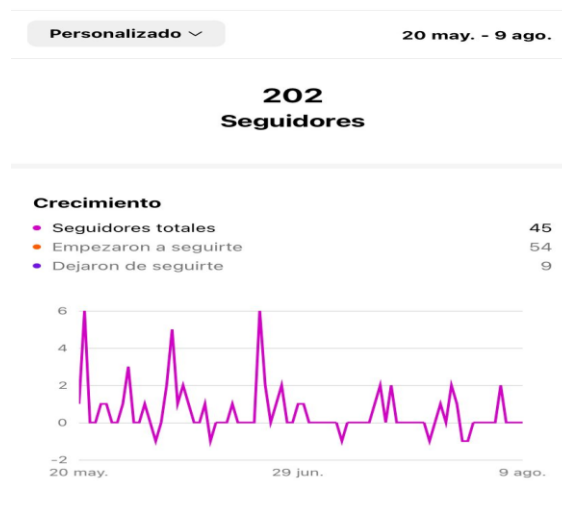 Personalizado
20 may. - 9 ago.
202
Seguidores
Crecimiento
Seguidores totales 45
Empezaron a seguirte 54
Dejaron de seguirte 9
6
4
2
0
-2
20 may. 29 jun. 9 ago.